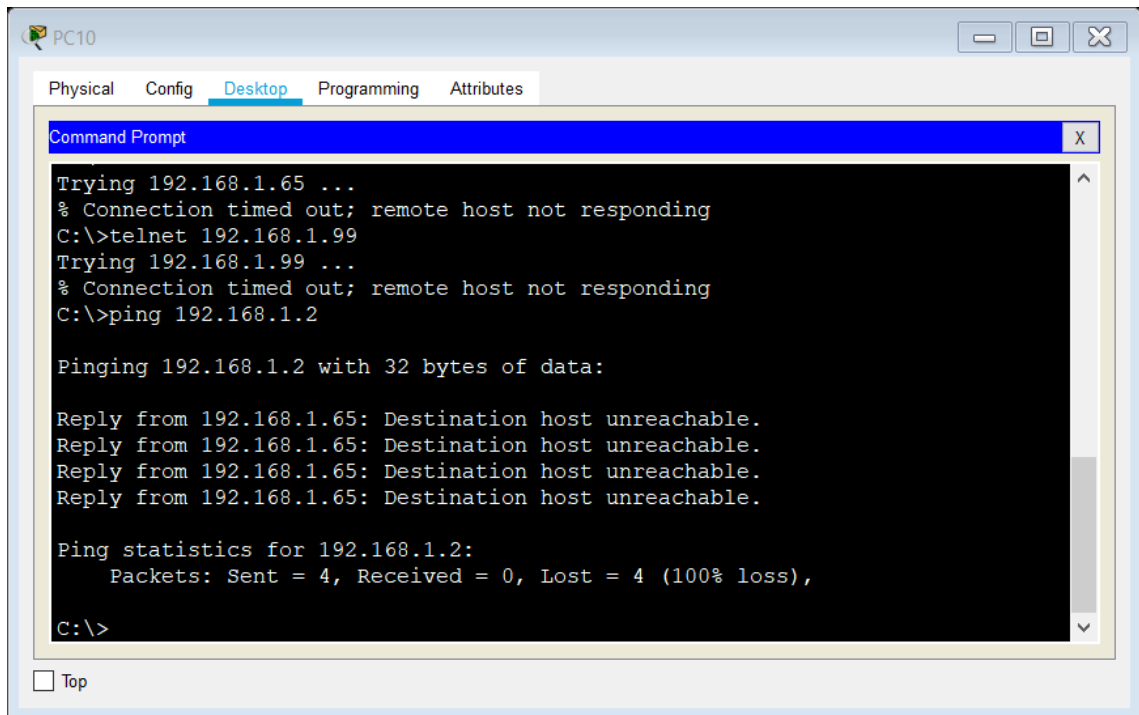 PC10
Physical Config Desktop Programming Attributes
Command Prompt X
Trying 192.168.1.65 ...
% Connection timed out; remote host not responding
C:\>telnet 192.168.1.99
Trying 192.168.1.99 ...
% Connection timed out; remote host not responding
C:\>ping 192.168.1.2
Pinging 192.168.1.2 with 32 bytes of data:
Reply from 192.168.1.65: Destination host unreachable.
Reply from 192.168.1.65: Destination host unreachable.
Reply from 192.168.1.65: Destination host unreachable.
Reply from 192.168.1.65: Destination host unreachable.
Ping statistics for 192.168.1.2:
Packets: Sent = 4, Received = 0, Lost = 4 (100% loss),
C:\>
Top